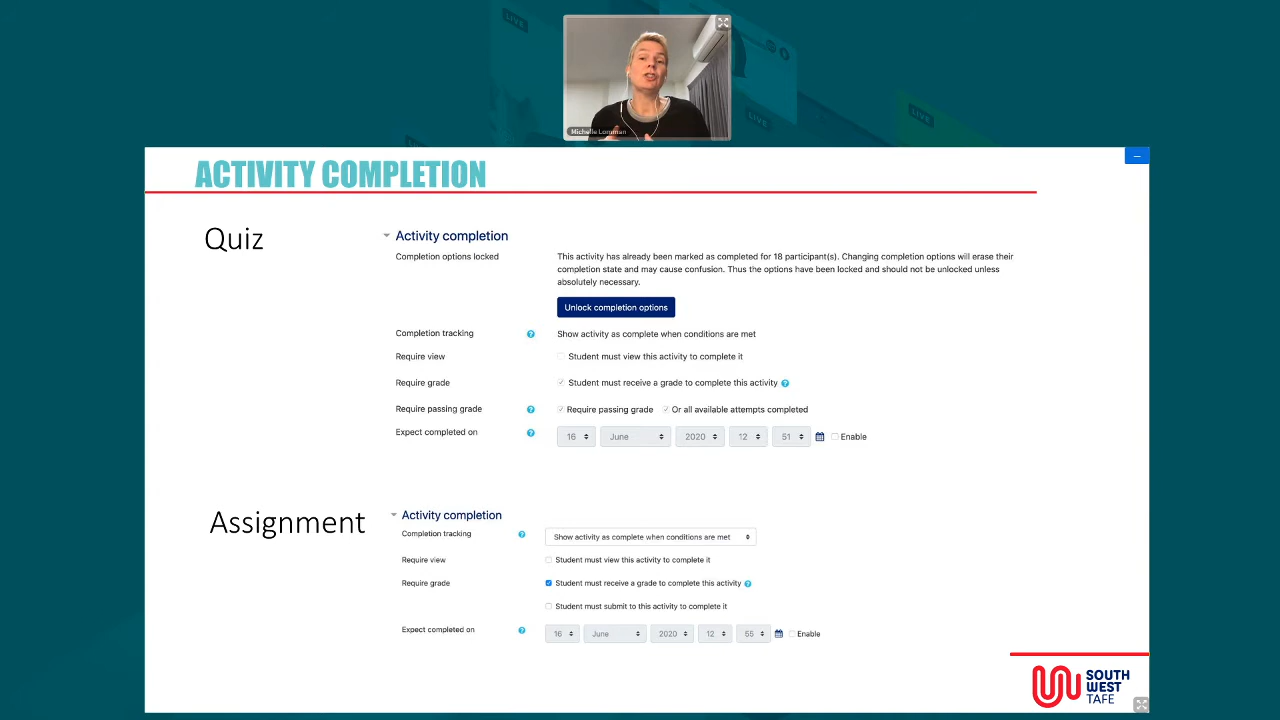 LIVE
LIVE
LIVE
Michelle Lomman
ACTIVITY COMPLETION
Quiz
Activity completion
Completion options locked
This activity has already been marked as completed for 18 participant(s). Changing completion options will erase their
completion state and may cause confusion. Thus the options have been locked and should not be unlocked unless
absolutely necessary.
Unlock completion options
Completion tracking ? Show activity as complete when conditions are met
Require view Student must view this activity to complete it
Require grade Student must receive a grade to complete this activity ?
Require passing grade ? Require passing grade Or all available attempts completed
Expect completed on ? 16 June 2020 12 51 Enable
Assignment
Activity completion
Completion tracking ? Show activity as complete when conditions are met
Require view Student must view this activity to complete it
Require grade Student must receive a grade to complete this activity ?
Student must submit to this activity to complete it
Expect completed on ? 16 June 2020 12 55 Enable
SOUTH
WEST
TAFE